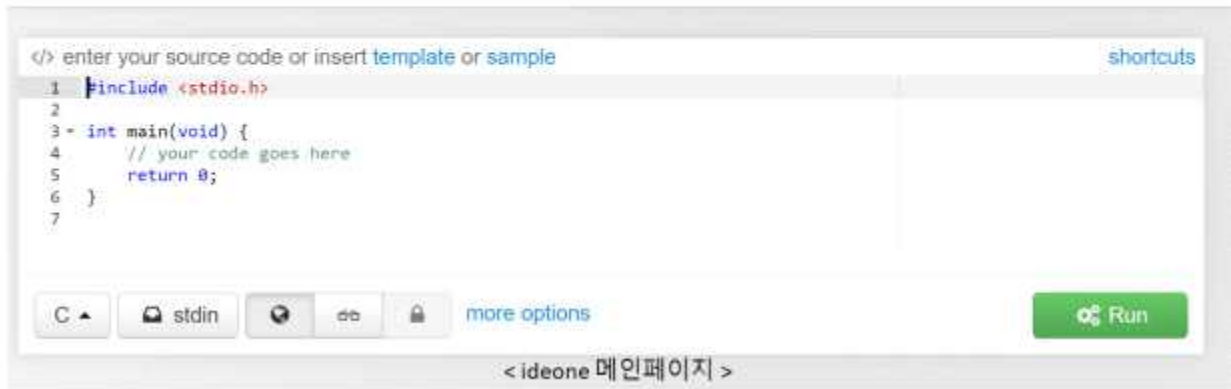 </> enter your source code or insert template or sample shortcuts
1 #include <stdio.h>
2
3 int main(void) {
4 // your code goes here
5 return 0;
6 }
7
C stdin more options Run
< ideone 메인페이지 >